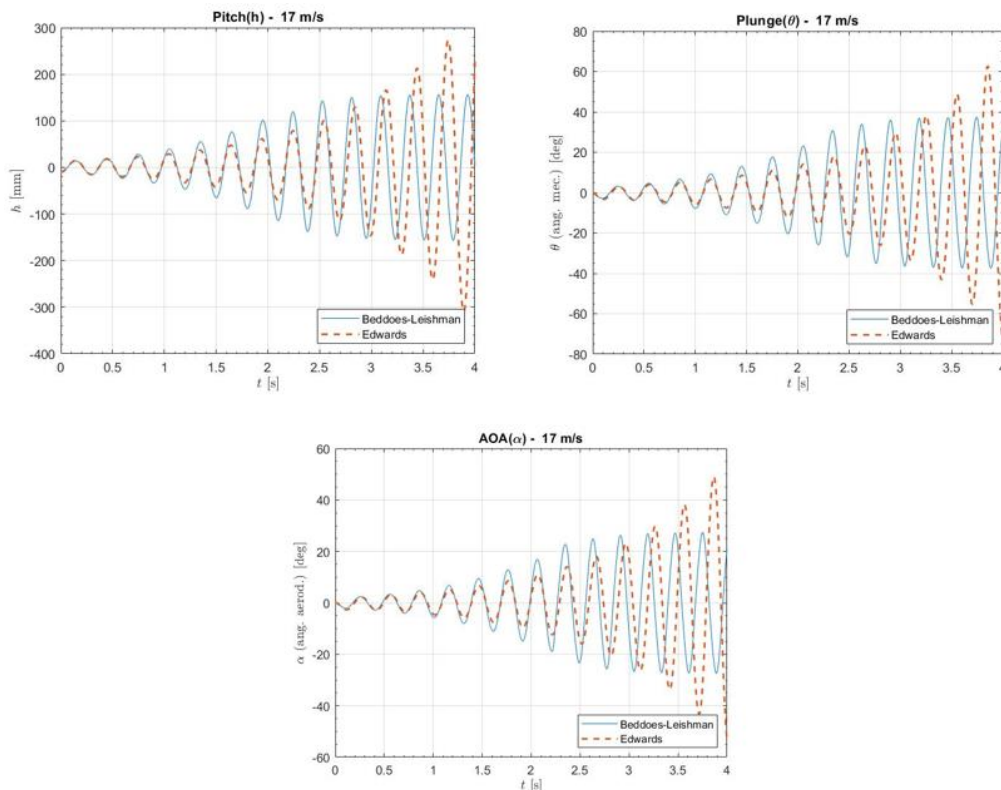 Pitch(h) - 17 m/s
300
200
100
0
-100
-200
-300
-400
h [mm]
0 0.5 1 1.5 2 2.5 3 3.5 4
t [s]
Beddoes-Leishman
Edwards
Plunge(θ) - 17 m/s
80
60
40
20
0
-20
-40
-60
-80
θ (ang. mec.) [deg]
0 0.5 1 1.5 2 2.5 3 3.5 4
t [s]
Beddoes-Leishman
Edwards
AOA(α) - 17 m/s
60
40
20
0
-20
-40
-60
α (ang. aerod.) [deg]
0 0.5 1 1.5 2 2.5 3 3.5 4
t [s]
Beddoes-Leishman
Edwards